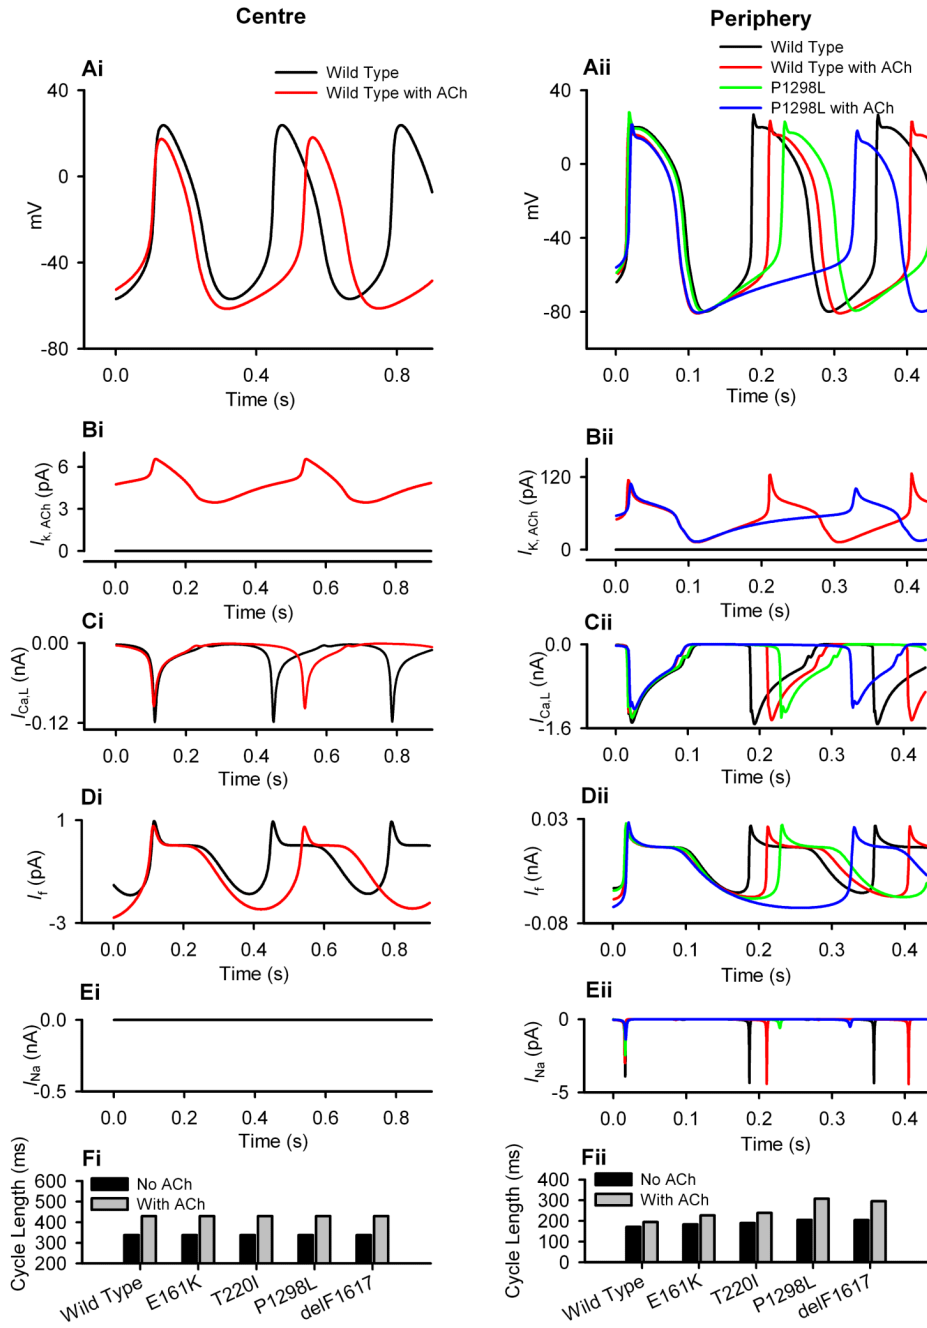 Centre
Periphery
Ai
Wild Type
Wild Type with ACh
40
0
-40
-80
mV
0.0 0.4 0.8
Time (s)
Aii
Wild Type
Wild Type with ACh
P1298L
P1298L with ACh
40
0
-40
-80
mV
0.0 0.1 0.2 0.3 0.4
Time (s)
Bi
6
3
0
Ik, ACh (pA)
0.0 0.2 0.4 0.6 0.8
Time (s)
Bii
120
0
IK, ACh (pA)
0.0 0.1 0.2 0.3 0.4
Time (s)
Ci
0.00
-0.12
ICa,L (nA)
0.0 0.2 0.4 0.6 0.8
Time (s)
Cii
0.0
-1.6
ICa,L (nA)
0.0 0.1 0.2 0.3 0.4
Time (s)
Di
1
-3
If (pA)
0.0 0.2 0.4 0.6 0.8
Time (s)
Dii
0.03
-0.08
If (nA)
0.0 0.1 0.2 0.3 0.4
Time (s)
Ei
0.0
-0.5
INa (nA)
0.0 0.2 0.4 0.6 0.8
Time (s)
Eii
0
-5
INa (pA)
0.0 0.1 0.2 0.3 0.4
Time (s)
Fi
No ACh
With ACh
600
500
400
300
200
Cycle Length (ms)
Wild Type E161K T220I P1298L delF1617
Fii
No ACh
With ACh
400
300
200
100
0
Cycle Length (ms)
Wild Type E161K T220I P1298L delF1617